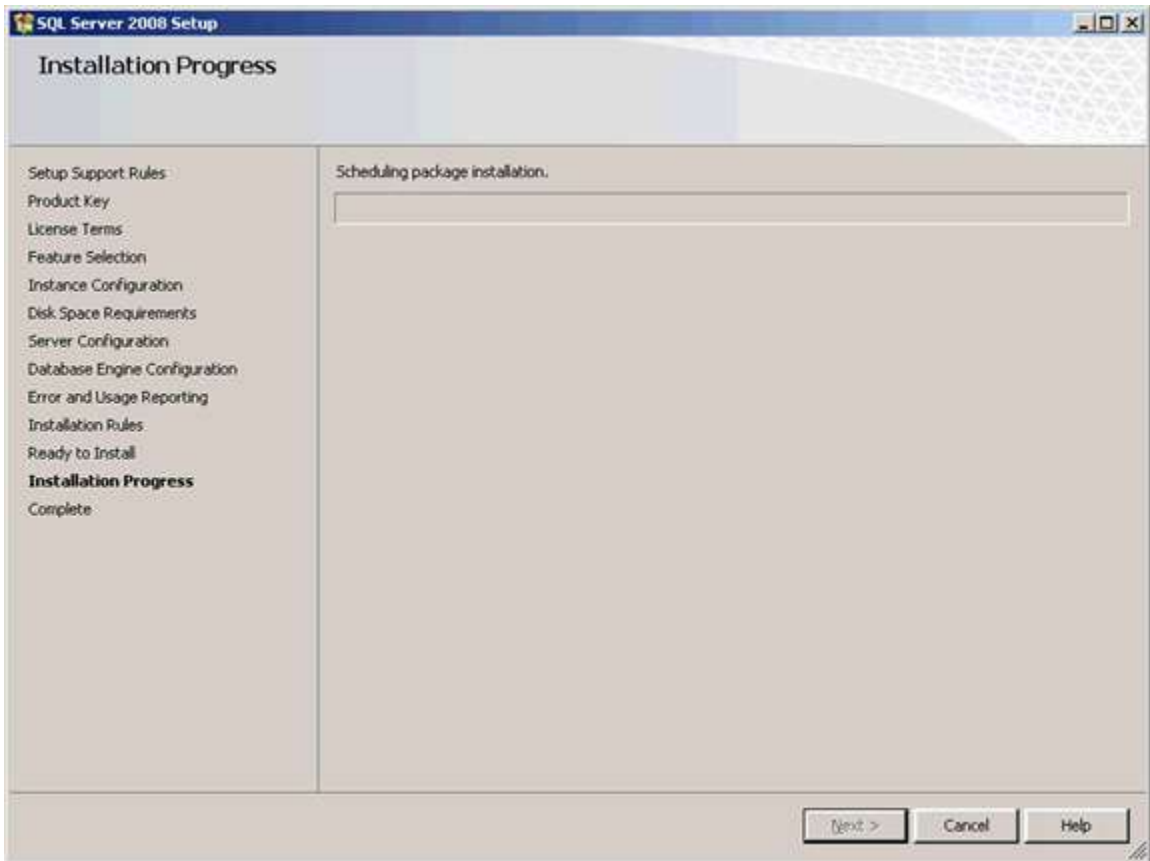 SQL Server 2008 Setup
Installation Progress
Setup Support Rules
Product Key
License Terms
Feature Selection
Instance Configuration
Disk Space Requirements
Server Configuration
Database Engine Configuration
Error and Usage Reporting
Installation Rules
Ready to Install
Installation Progress
Complete
Scheduling package installation.
Next >
Cancel
Help